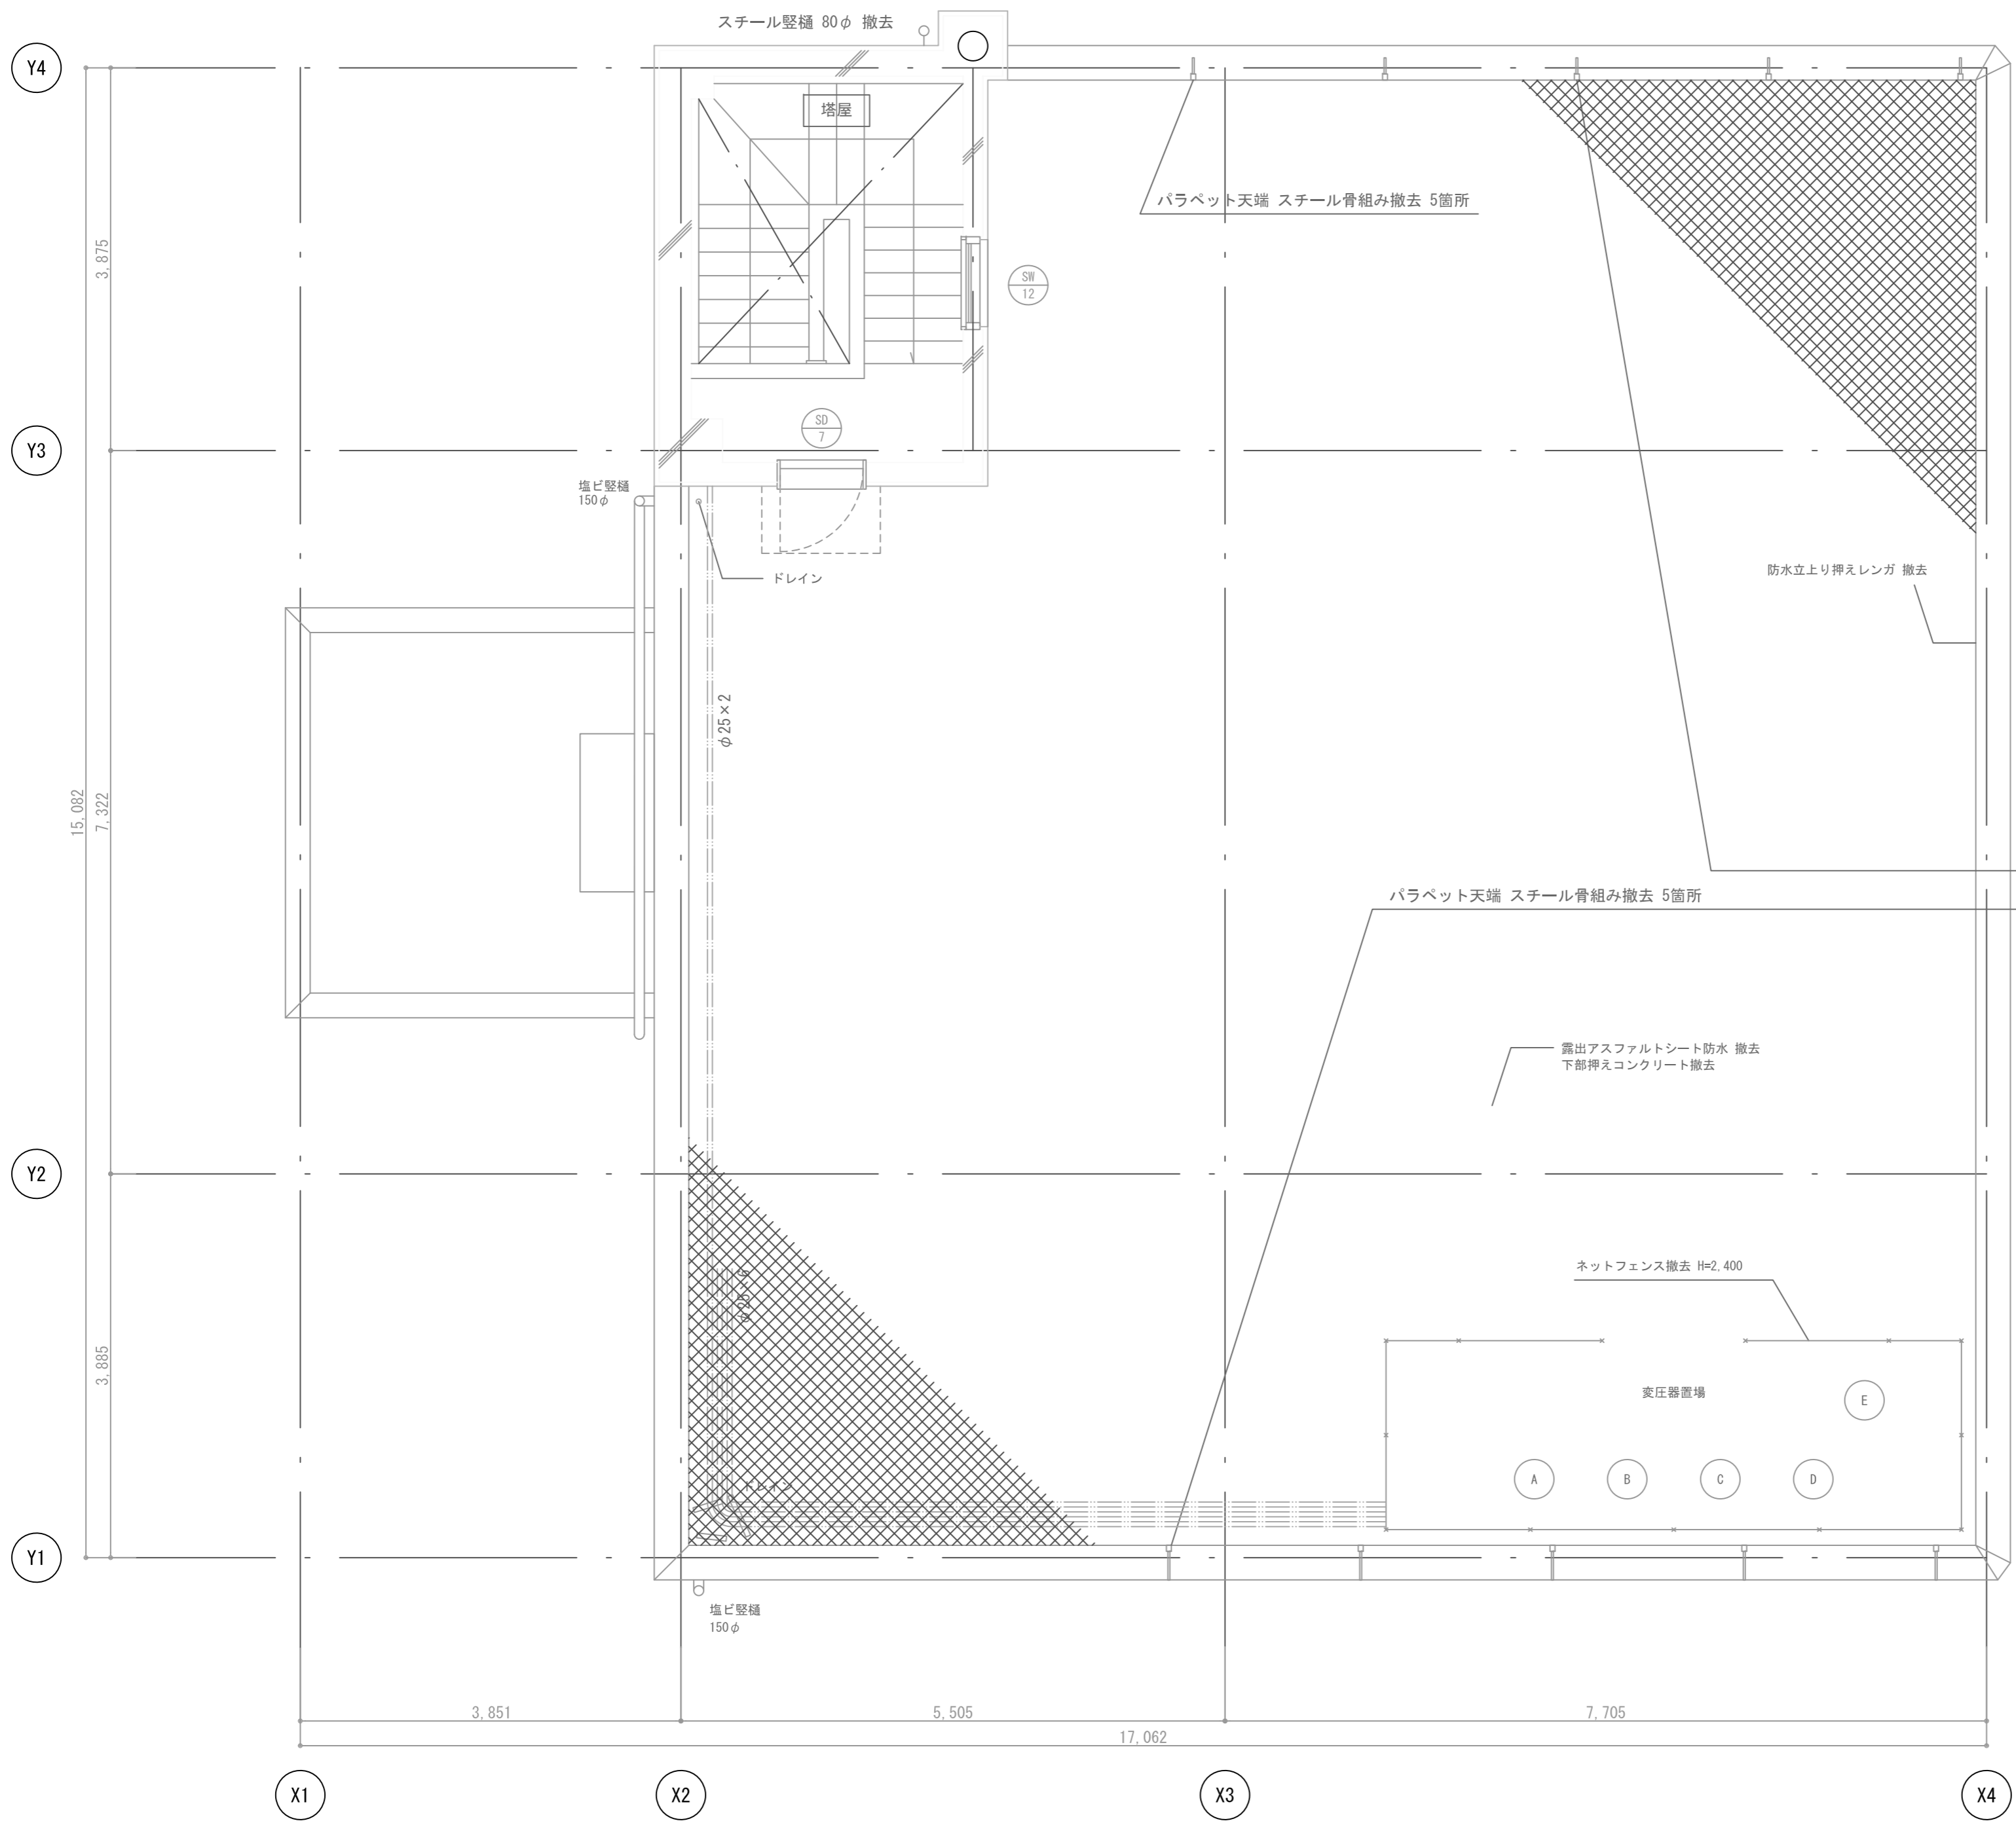 スチール竪樋 80φ 撤去
Y4
塔屋
パラペット天端 スチール骨組み撤去 5箇所
3,875
SW
12
SD
7
Y3
塩ビ竪樋
150φ
ドレイン
防水立上り押えレンガ 撤去
φ25×2
15,082
7,322
パラペット天端 スチール骨組み撤去 5箇所
露出アスファルトシート防水 撤去
下部押えコンクリート撤去
Y2
ネットフェンス撤去 H=2,400
φ25×6
3,885
変圧器置場
E
A
B
C
D
ドレイン
Y1
塩ビ竪樋
150φ
3,851
5,505
7,705
17,062
X1
X2
X3
X4